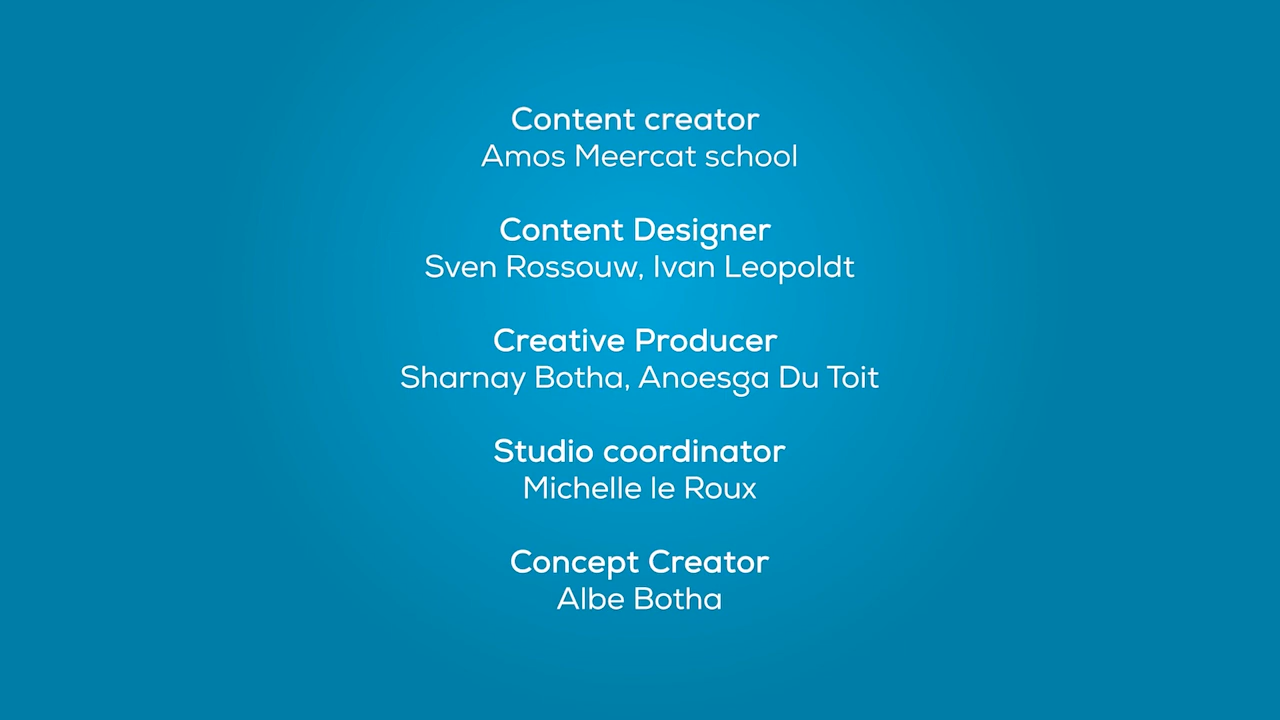 Content creator
Amos Meercat school
Content Designer
Sven Rossouw, Ivan Leopoldt
Creative Producer
Sharnay Botha, Anoesga Du Toit
Studio coordinator
Michelle le Roux
Concept Creator
Albe Botha